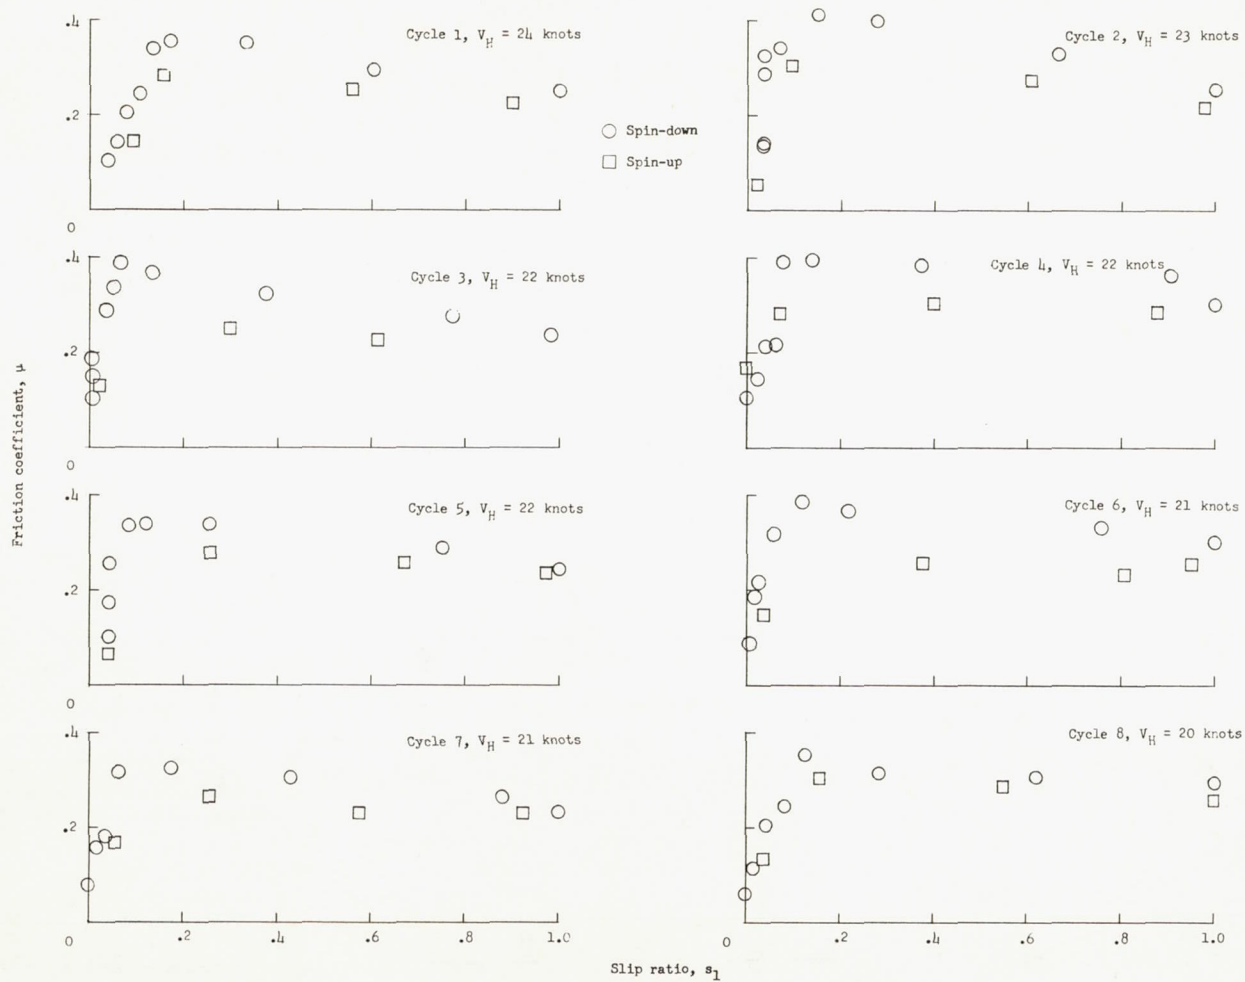 .4
Cycle 1, V_H = 24 knots
Cycle 2, V_H = 23 knots
.2
○ Spin-down
□ Spin-up
0
.4
Cycle 3, V_H = 22 knots
Cycle 4, V_H = 22 knots
.2
0
Friction coefficient, μ
.4
Cycle 5, V_H = 22 knots
Cycle 6, V_H = 21 knots
.2
0
.4
Cycle 7, V_H = 21 knots
Cycle 8, V_H = 20 knots
.2
0 .2 .4 .6 .8 1.0
0 .2 .4 .6 .8 1.0
Slip ratio, s_1